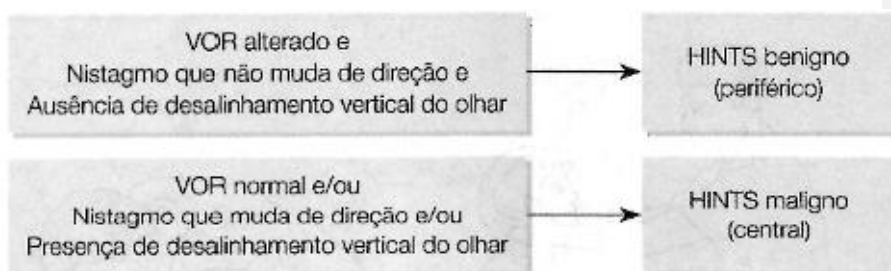 VOR alterado e
Nistagmo que não muda de direção e
Ausência de desalinhamento vertical do olhar
HINTS benigno
(periférico)
VOR normal e/ou
Nistagmo que muda de direção e/ou
Presença de desalinhamento vertical do olhar
HINTS maligno
(central)